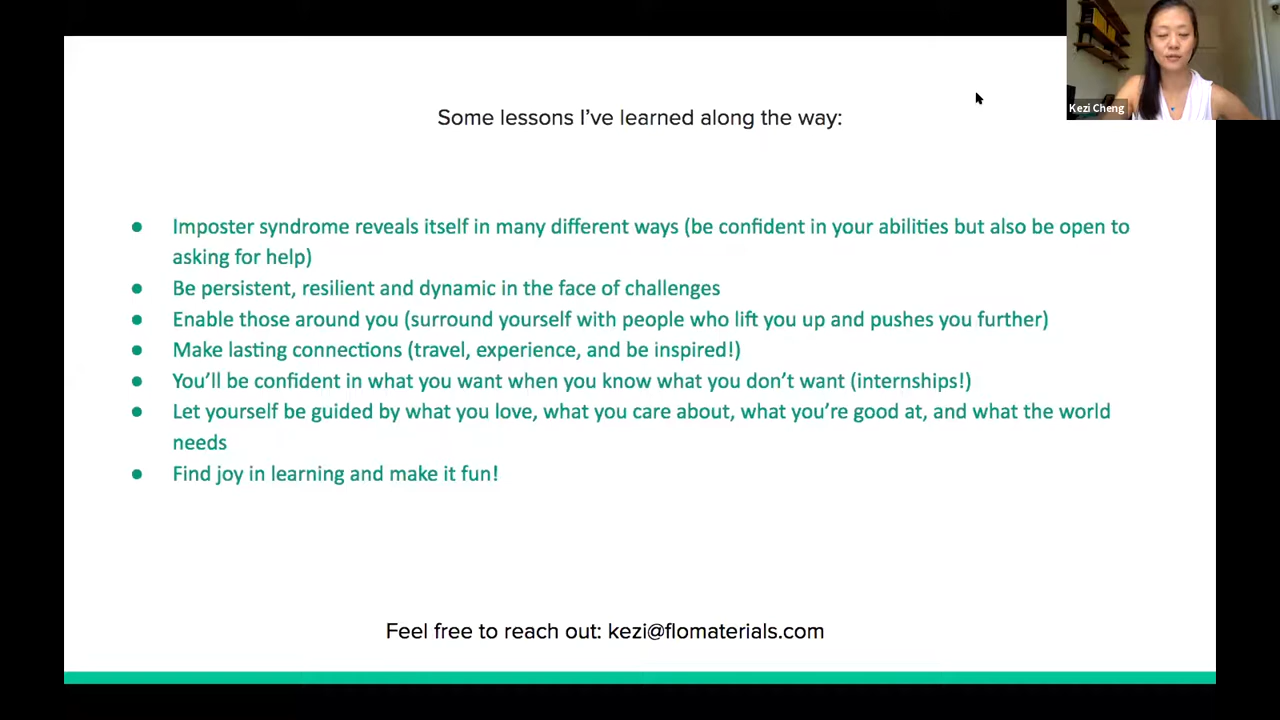 Kezi Cheng
Some lessons I've learned along the way:
● Imposter syndrome reveals itself in many different ways (be confident in your abilities but also be open to
asking for help)
● Be persistent, resilient and dynamic in the face of challenges
● Enable those around you (surround yourself with people who lift you up and pushes you further)
● Make lasting connections (travel, experience, and be inspired!)
● You'll be confident in what you want when you know what you don't want (internships!)
● Let yourself be guided by what you love, what you care about, what you're good at, and what the world
needs
● Find joy in learning and make it fun!
Feel free to reach out: kezi@flomaterials.com